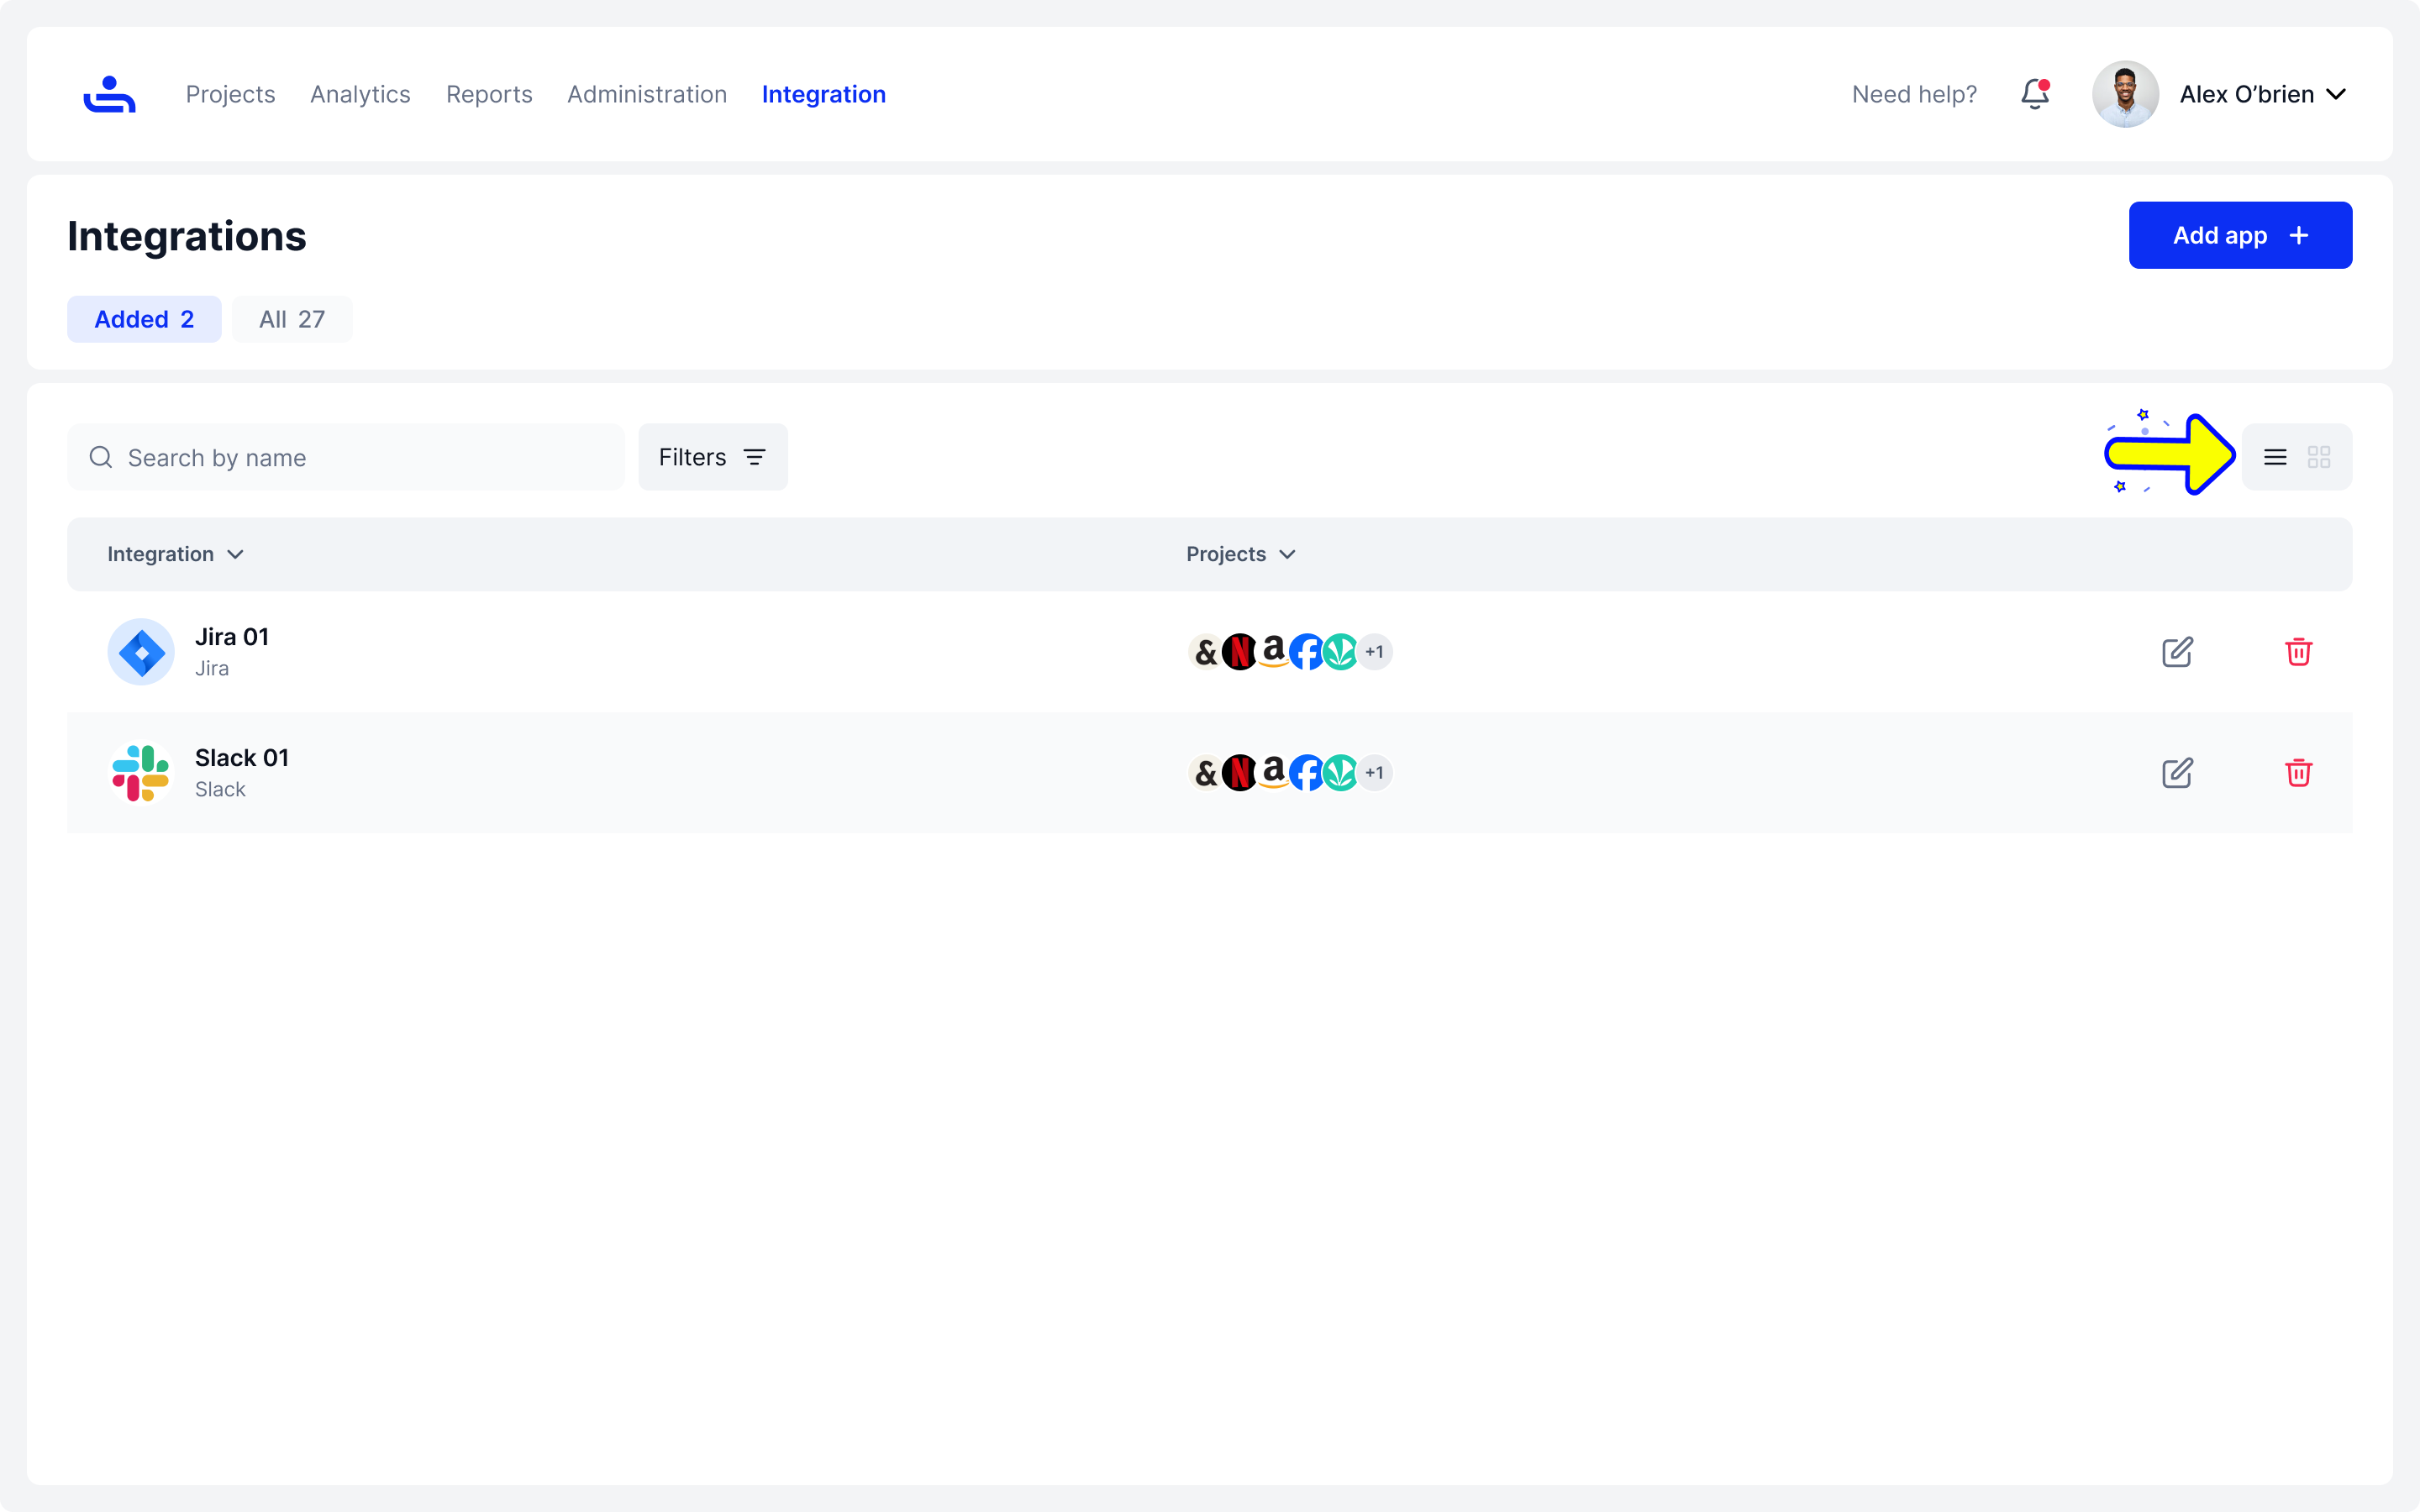 Projects Analytics Reports Administration Integration Need help? Alex O’brien
Integrations
Add app
Added 2 All 27
Search by name Filters
Integration Projects
Jira 01
Jira
& N a f +1
Slack 01
Slack
& N a f +1